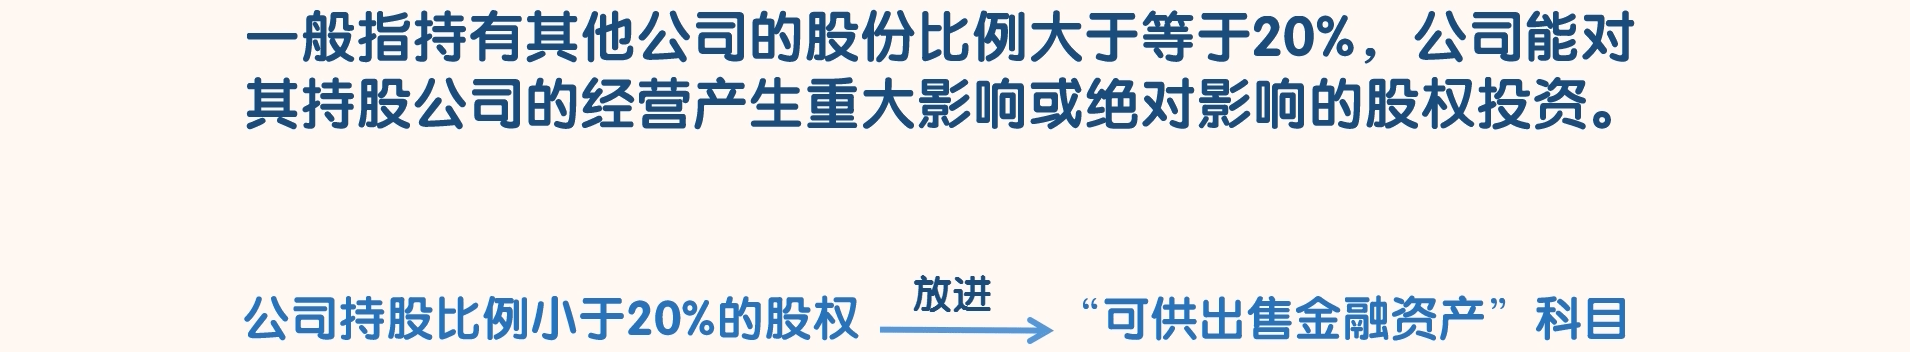 一般指持有其他公司的股份比例大于等于20%，公司能对
其持股公司的经营产生重大影响或绝对影响的股权投资。
放进
公司持股比例小于20%的股权 “可供出售金融资产” 科目